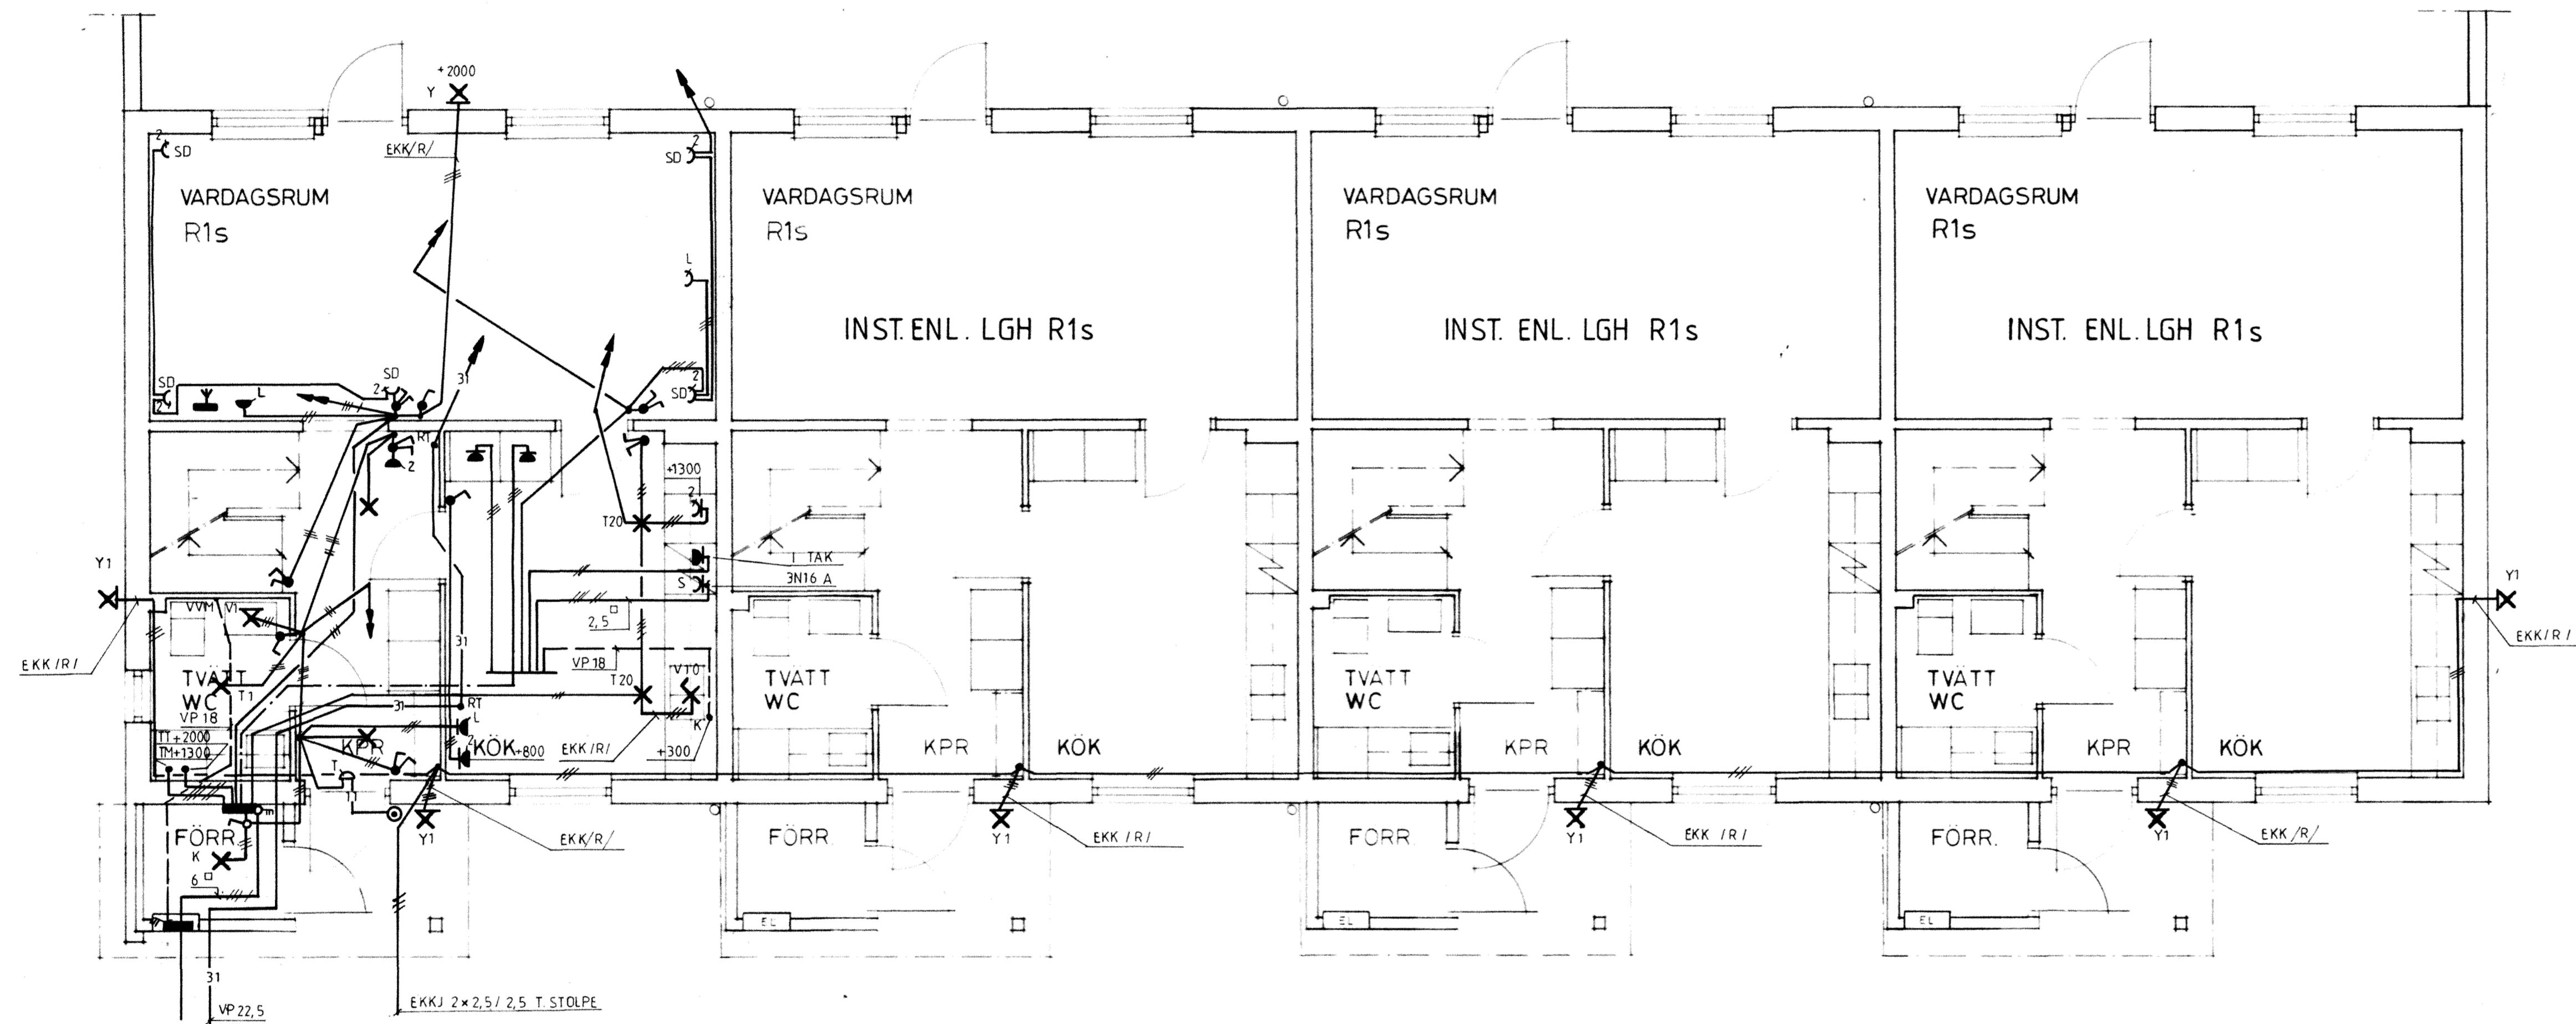 +2000
Y
EKK/R/
2
SD
2
SD
VARDAGSRUM
R1s
VARDAGSRUM
R1s
VARDAGSRUM
R1s
VARDAGSRUM
R1s
L
INST. ENL. LGH R1s
INST. ENL. LGH R1s
INST. ENL. LGH R1s
SD
2
L
SD
2
31
2
SD
RT
2
+1300
2
T20
I TAK
S
3N16 A
2,5
Y1
EKK/R/
Y1
EKK/R/
VVM
V1
31
VP 18
T20
V10
K
TVÄTT
WC
T1
VP 18
TT+2000
TM+1300
31
RT
L
2
KPR
KÖK
+800
EKK/R/
+300
T
TVÄTT
WC
KPR
KÖK
TVÄTT
WC
KPR
KÖK
TVÄTT
WC
KPR
KÖK
m
FÖRR.
K
6
Y1
EKK/R/
FÖRR.
Y1
EKK/R/
FÖRR.
Y1
EKK/R/
FÖRR.
Y1
EKK/R/
EL
EL
EL
31
VP 22,5
EKKJ 2×2,5/2,5 T. STOLPE